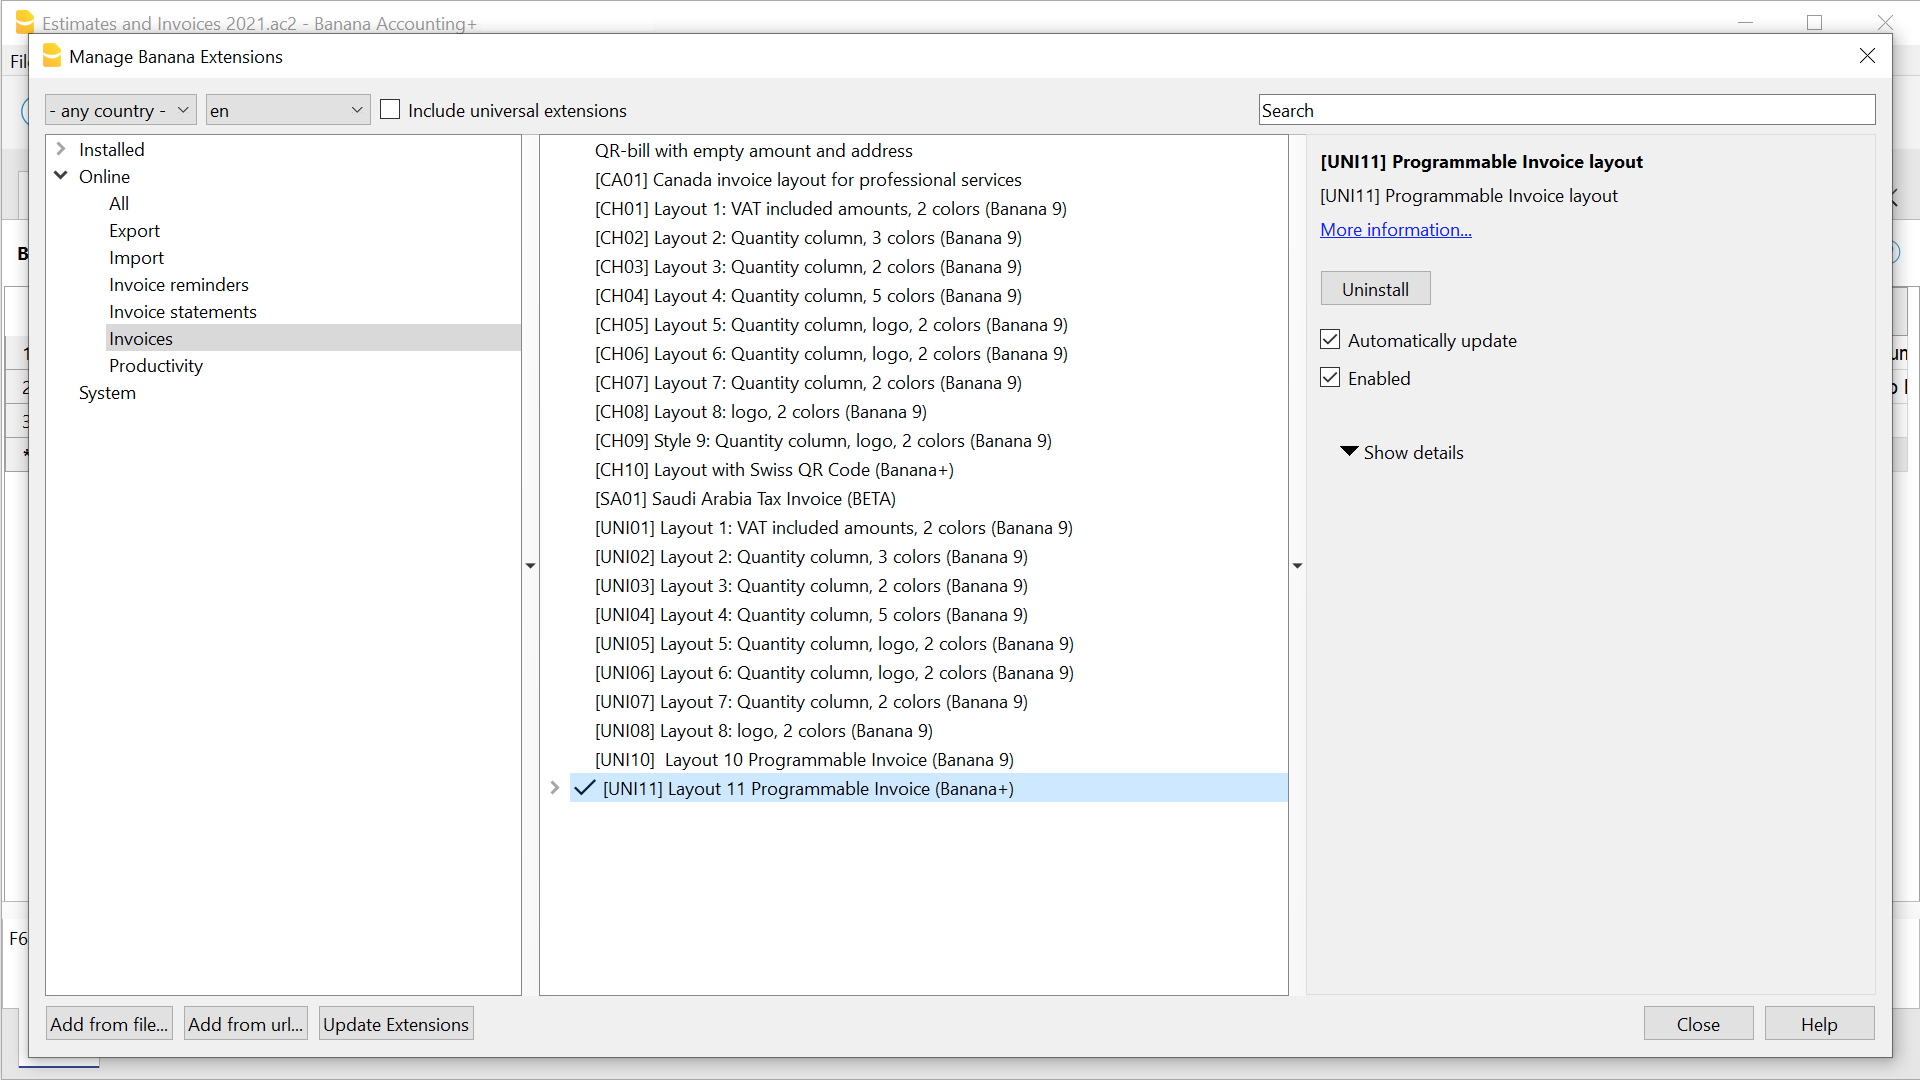 Estimates and Invoices 2021.ac2 - Banana Accounting+
Manage Banana Extensions
- any country -
en
Include universal extensions
Search
Installed
Online
All
Export
Import
Invoice reminders
Invoice statements
Invoices
Productivity
System
QR-bill with empty amount and address
[CA01] Canada invoice layout for professional services
[CH01] Layout 1: VAT included amounts, 2 colors (Banana 9)
[CH02] Layout 2: Quantity column, 3 colors (Banana 9)
[CH03] Layout 3: Quantity column, 2 colors (Banana 9)
[CH04] Layout 4: Quantity column, 5 colors (Banana 9)
[CH05] Layout 5: Quantity column, logo, 2 colors (Banana 9)
[CH06] Layout 6: Quantity column, logo, 2 colors (Banana 9)
[CH07] Layout 7: Quantity column, 2 colors (Banana 9)
[CH08] Layout 8: logo, 2 colors (Banana 9)
[CH09] Style 9: Quantity column, logo, 2 colors (Banana 9)
[CH10] Layout with Swiss QR Code (Banana+)
[SA01] Saudi Arabia Tax Invoice (BETA)
[UNI01] Layout 1: VAT included amounts, 2 colors (Banana 9)
[UNI02] Layout 2: Quantity column, 3 colors (Banana 9)
[UNI03] Layout 3: Quantity column, 2 colors (Banana 9)
[UNI04] Layout 4: Quantity column, 5 colors (Banana 9)
[UNI05] Layout 5: Quantity column, logo, 2 colors (Banana 9)
[UNI06] Layout 6: Quantity column, logo, 2 colors (Banana 9)
[UNI07] Layout 7: Quantity column, 2 colors (Banana 9)
[UNI08] Layout 8: logo, 2 colors (Banana 9)
[UNI10]  Layout 10 Programmable Invoice (Banana 9)
[UNI11] Layout 11 Programmable Invoice (Banana+)
[UNI11] Programmable Invoice layout
[UNI11] Programmable Invoice layout
More information...
Uninstall
Automatically update
Enabled
Show details
1
2
3
*
F6
Add from file...
Add from url...
Update Extensions
Close
Help